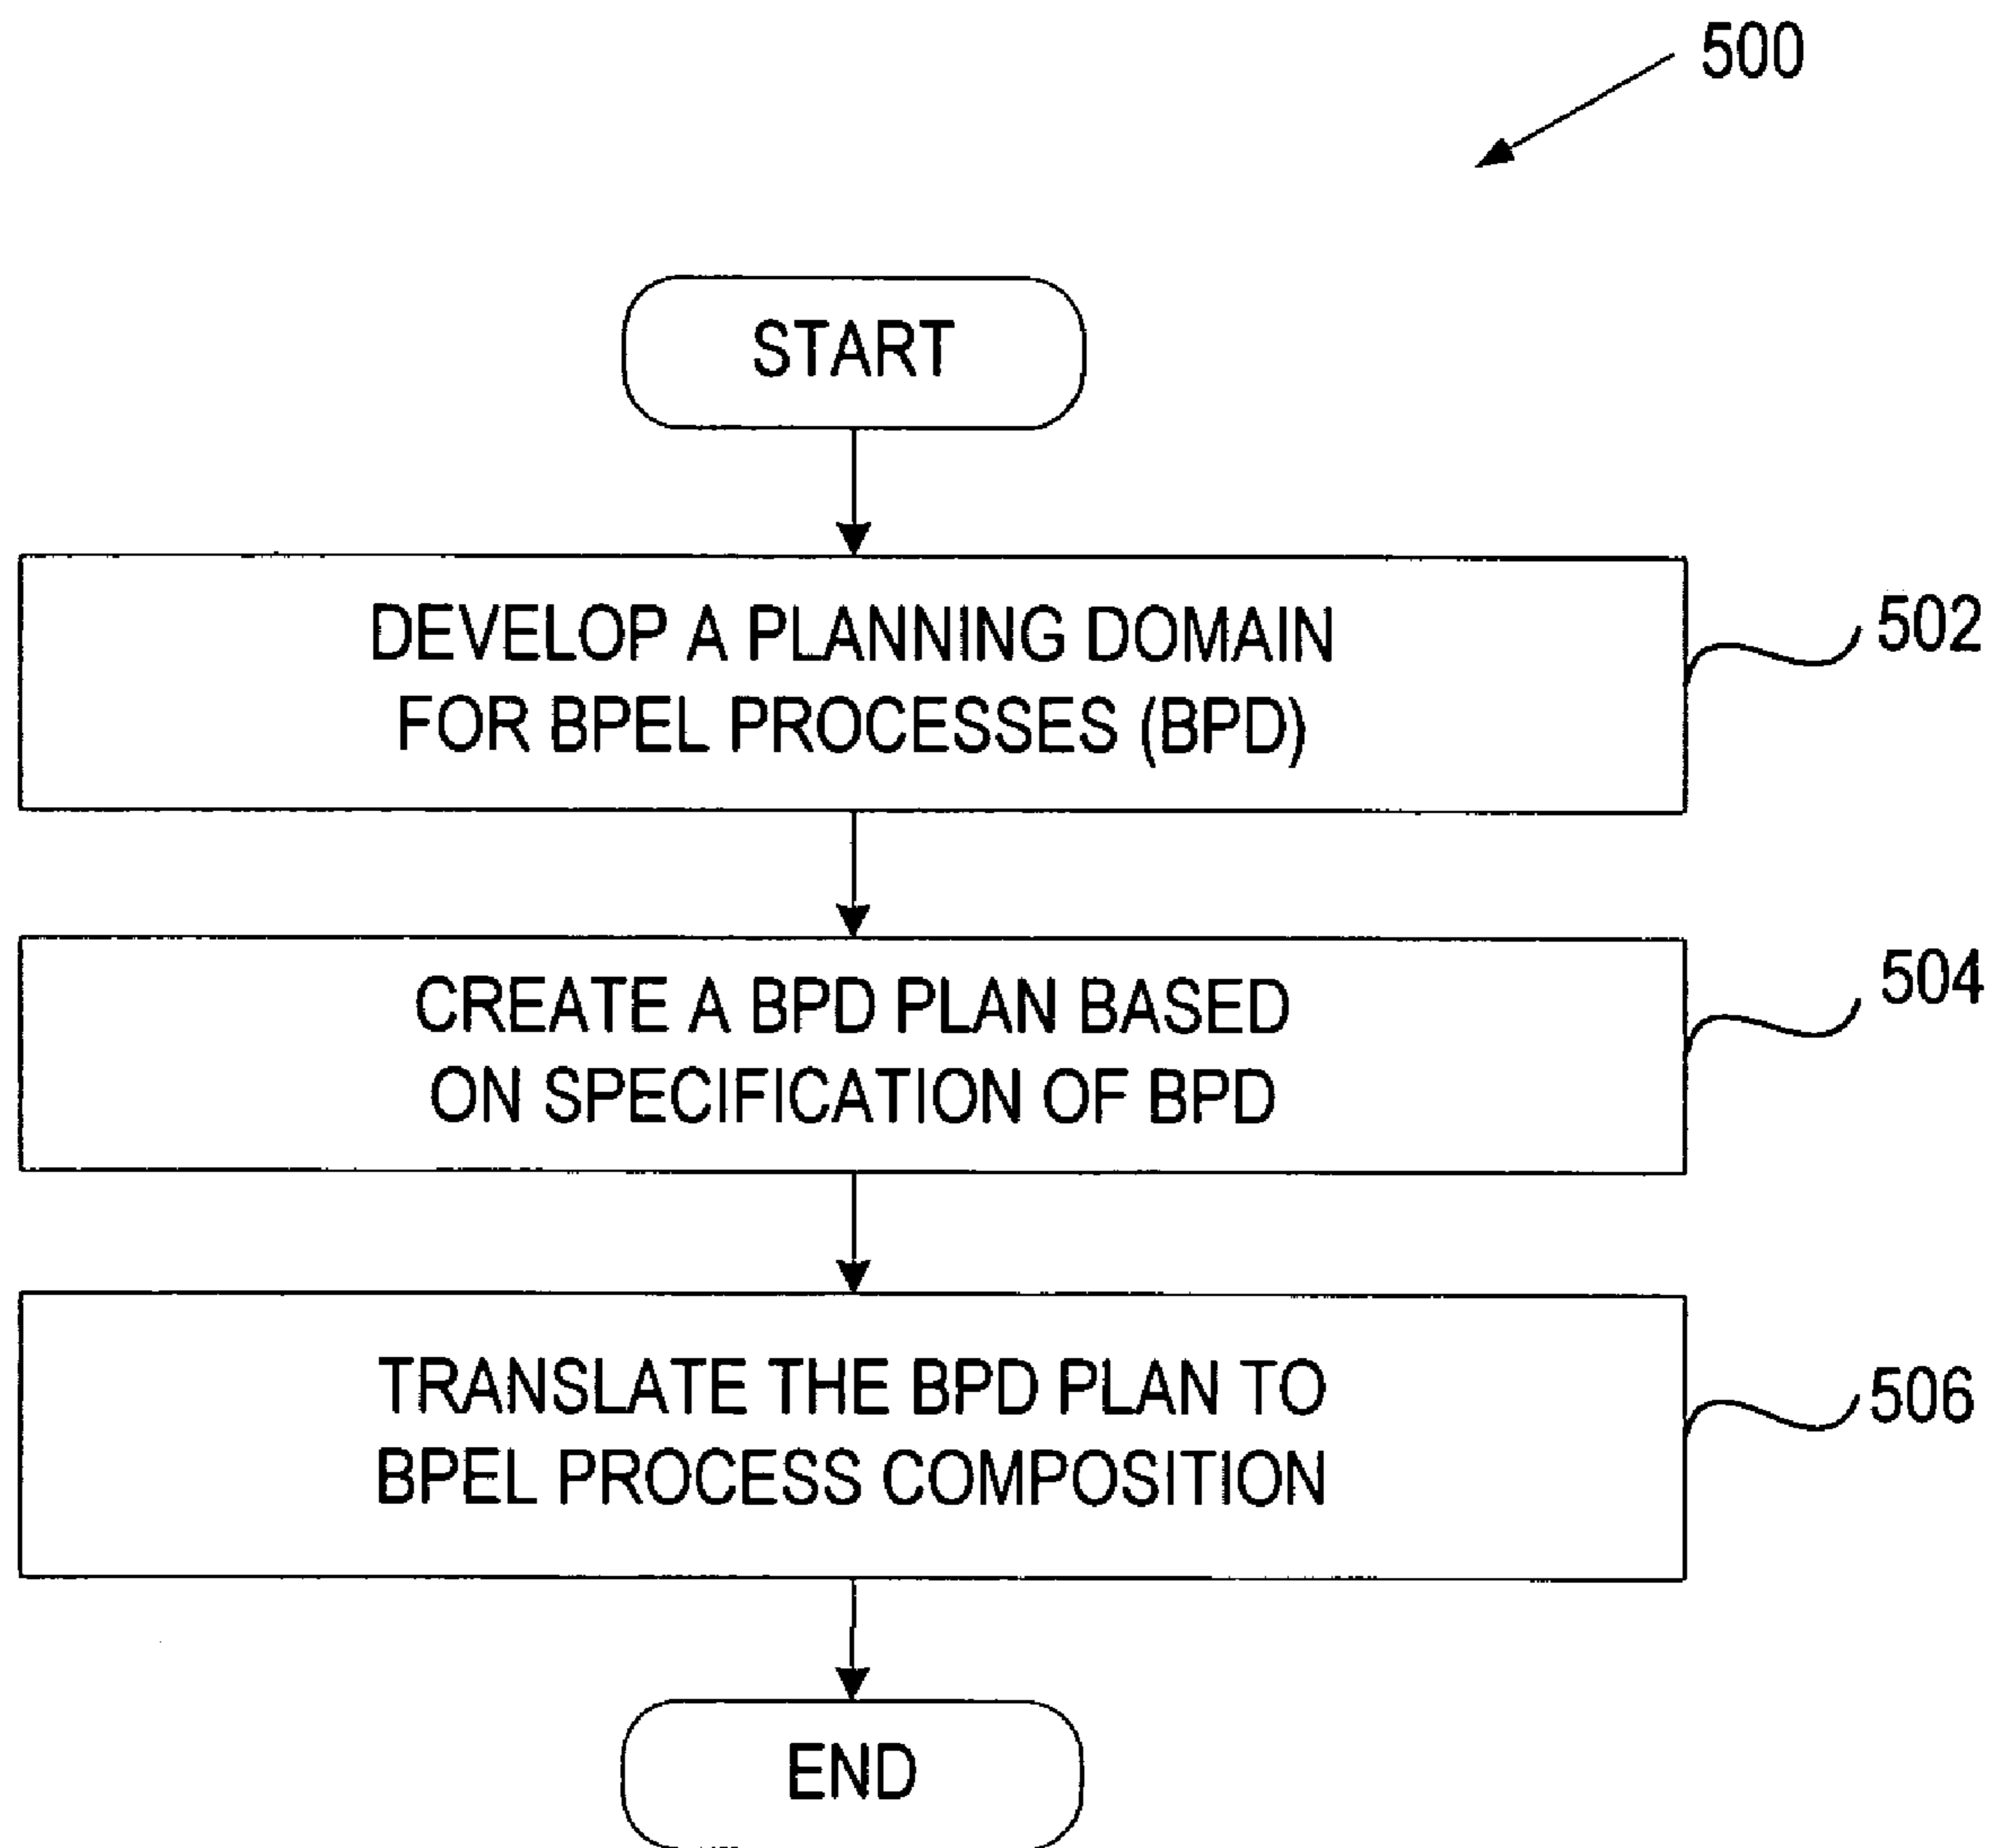 500
START
DEVELOP A PLANNING DOMAIN
FOR BPEL PROCESSES (BPD)
502
CREATE A BPD PLAN BASED
ON SPECIFICATION OF BPD
504
TRANSLATE THE BPD PLAN TO
BPEL PROCESS COMPOSITION
506
END